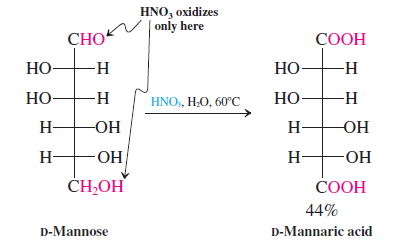 HNO₃ oxidizes
only here
CHO
COOH
HO H
HO H
HO H
HNO₃, H₂O, 60°C
HO H
H OH
H OH
H OH
H OH
CH₂OH
COOH
44%
D-Mannose
D-Mannaric acid